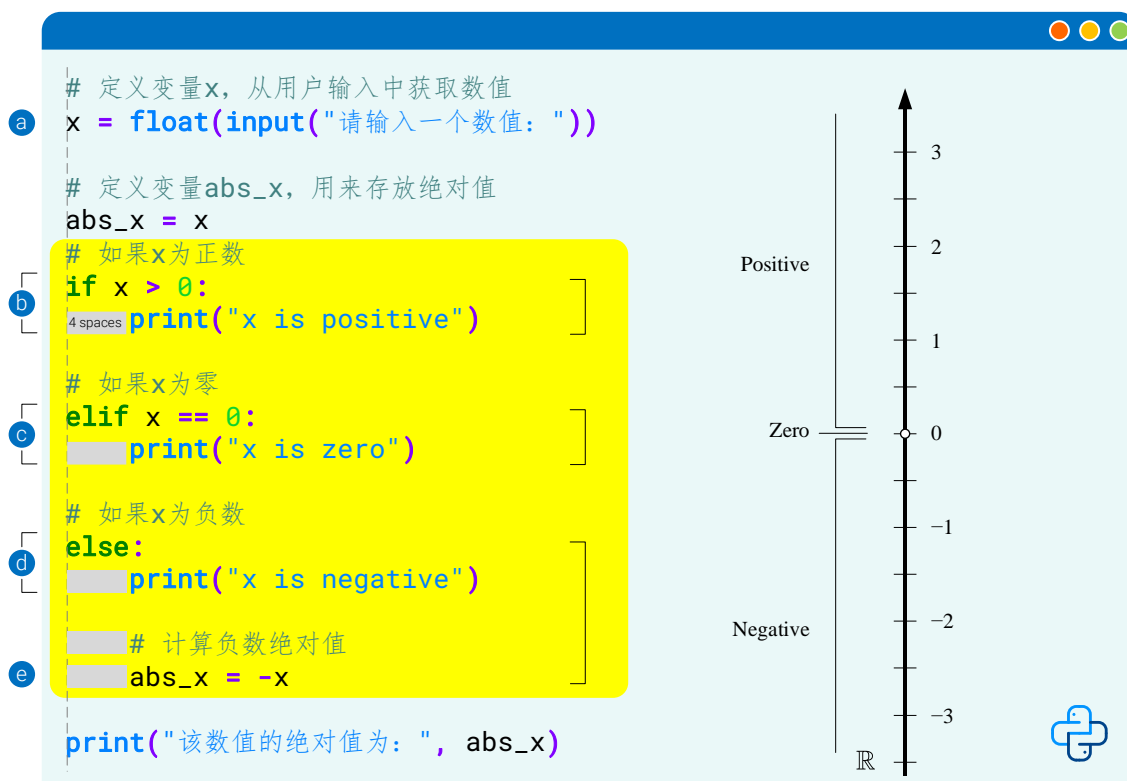 # 定义变量x，从用户输入中获取数值
a
x = float(input("请输入一个数值："))
# 定义变量abs_x，用来存放绝对值
abs_x = x
# 如果x为正数
b
if x > 0:
4 spaces print("x is positive")
# 如果x为零
c
elif x == 0:
print("x is zero")
# 如果x为负数
d
else:
print("x is negative")
# 计算负数绝对值
e
abs_x = -x
print("该数值的绝对值为：", abs_x)
Positive
Zero
Negative
3
2
1
0
−1
−2
−3
ℝ